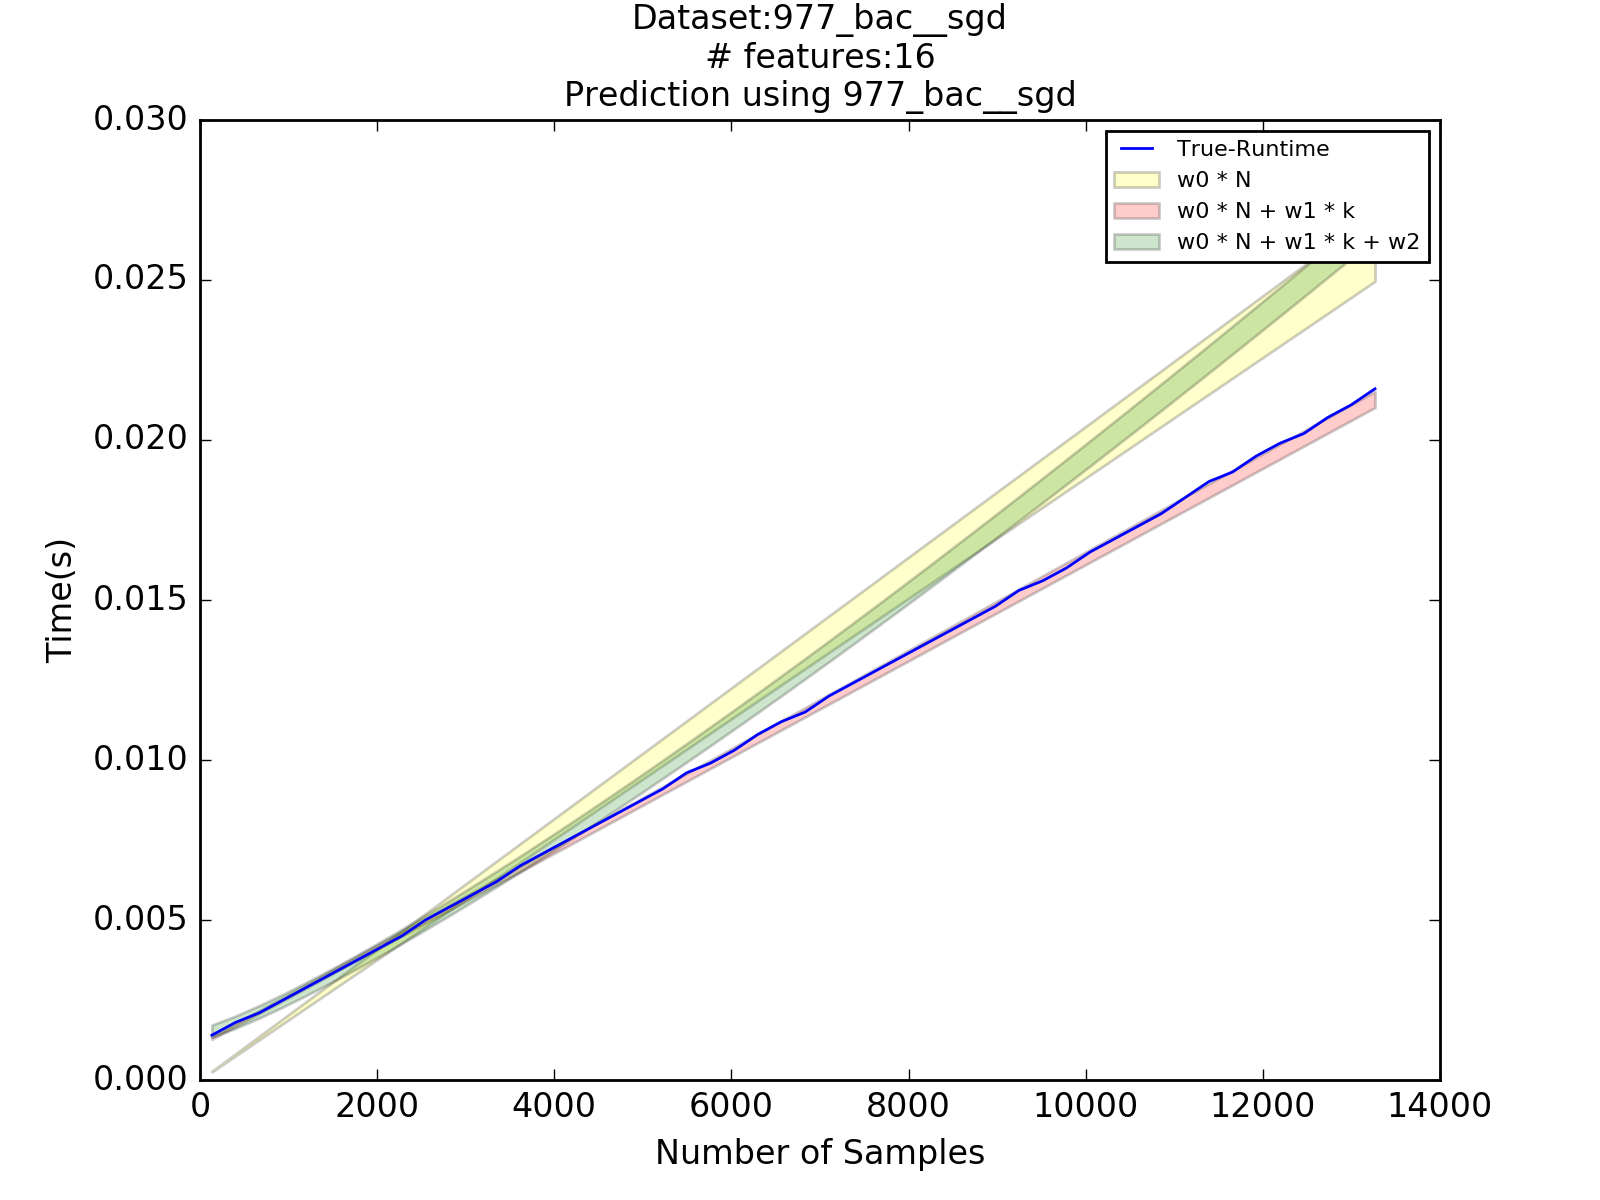 Dataset:977_bac__sgd
# features:16
Prediction using 977_bac__sgd
0.030
0.025
0.020
0.015
0.010
0.005
0.000
Time(s)
True-Runtime
w0 * N
w0 * N + w1 * k
w0 * N + w1 * k + w2
0 2000 4000 6000 8000 10000 12000 14000
Number of Samples